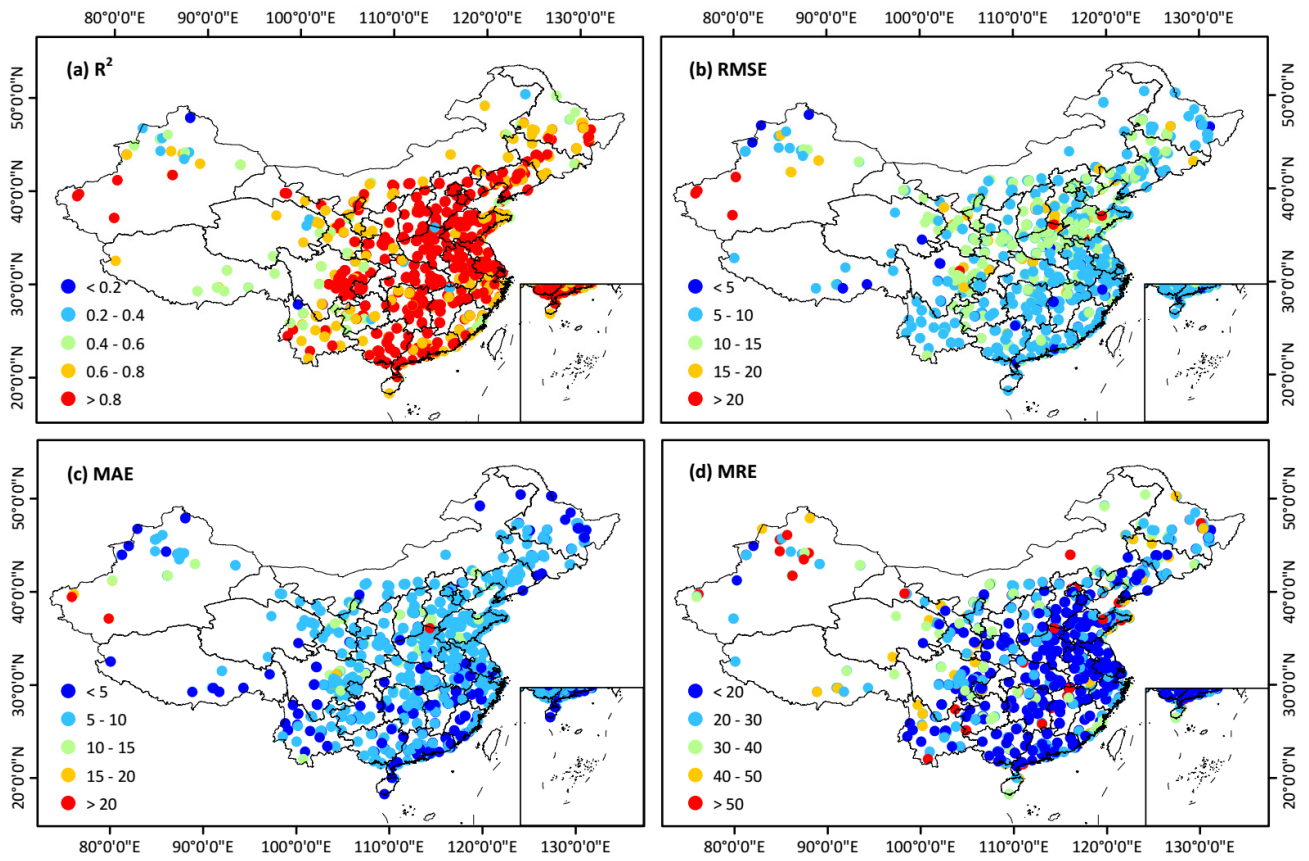 80°0'0"E 90°0'0"E 100°0'0"E 110°0'0"E 120°0'0"E 130°0'0"E
80°0'0"E 90°0'0"E 100°0'0"E 110°0'0"E 120°0'0"E 130°0'0"E
(a) R²
50°0'0"N
40°0'0"N
30°0'0"N
20°0'0"N
< 0.2
0.2 - 0.4
0.4 - 0.6
0.6 - 0.8
> 0.8
(b) RMSE
50°0'0"N
40°0'0"N
30°0'0"N
20°0'0"N
< 5
5 - 10
10 - 15
15 - 20
> 20
(c) MAE
50°0'0"N
40°0'0"N
30°0'0"N
20°0'0"N
< 5
5 - 10
10 - 15
15 - 20
> 20
(d) MRE
50°0'0"N
40°0'0"N
30°0'0"N
20°0'0"N
< 20
20 - 30
30 - 40
40 - 50
> 50
80°0'0"E 90°0'0"E 100°0'0"E 110°0'0"E 120°0'0"E 130°0'0"E
80°0'0"E 90°0'0"E 100°0'0"E 110°0'0"E 120°0'0"E 130°0'0"E